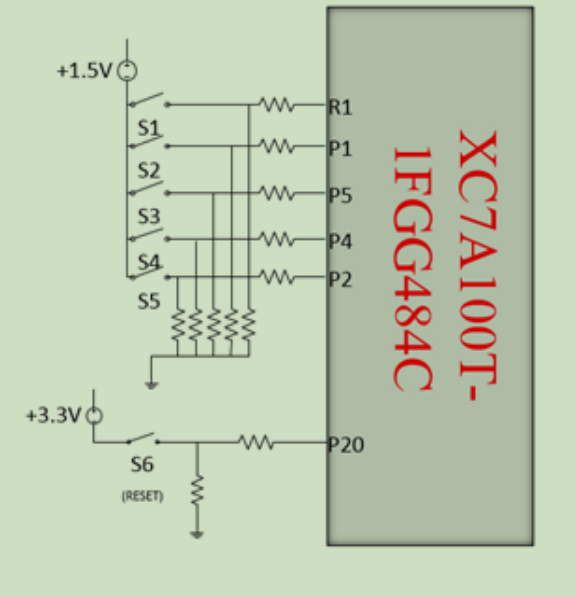 +1.5V
S1
S2
S3
S4
S5
R1
P1
P5
P4
P2
XC7A100T-
1FGG484C
+3.3V
S6
(RESET)
P20